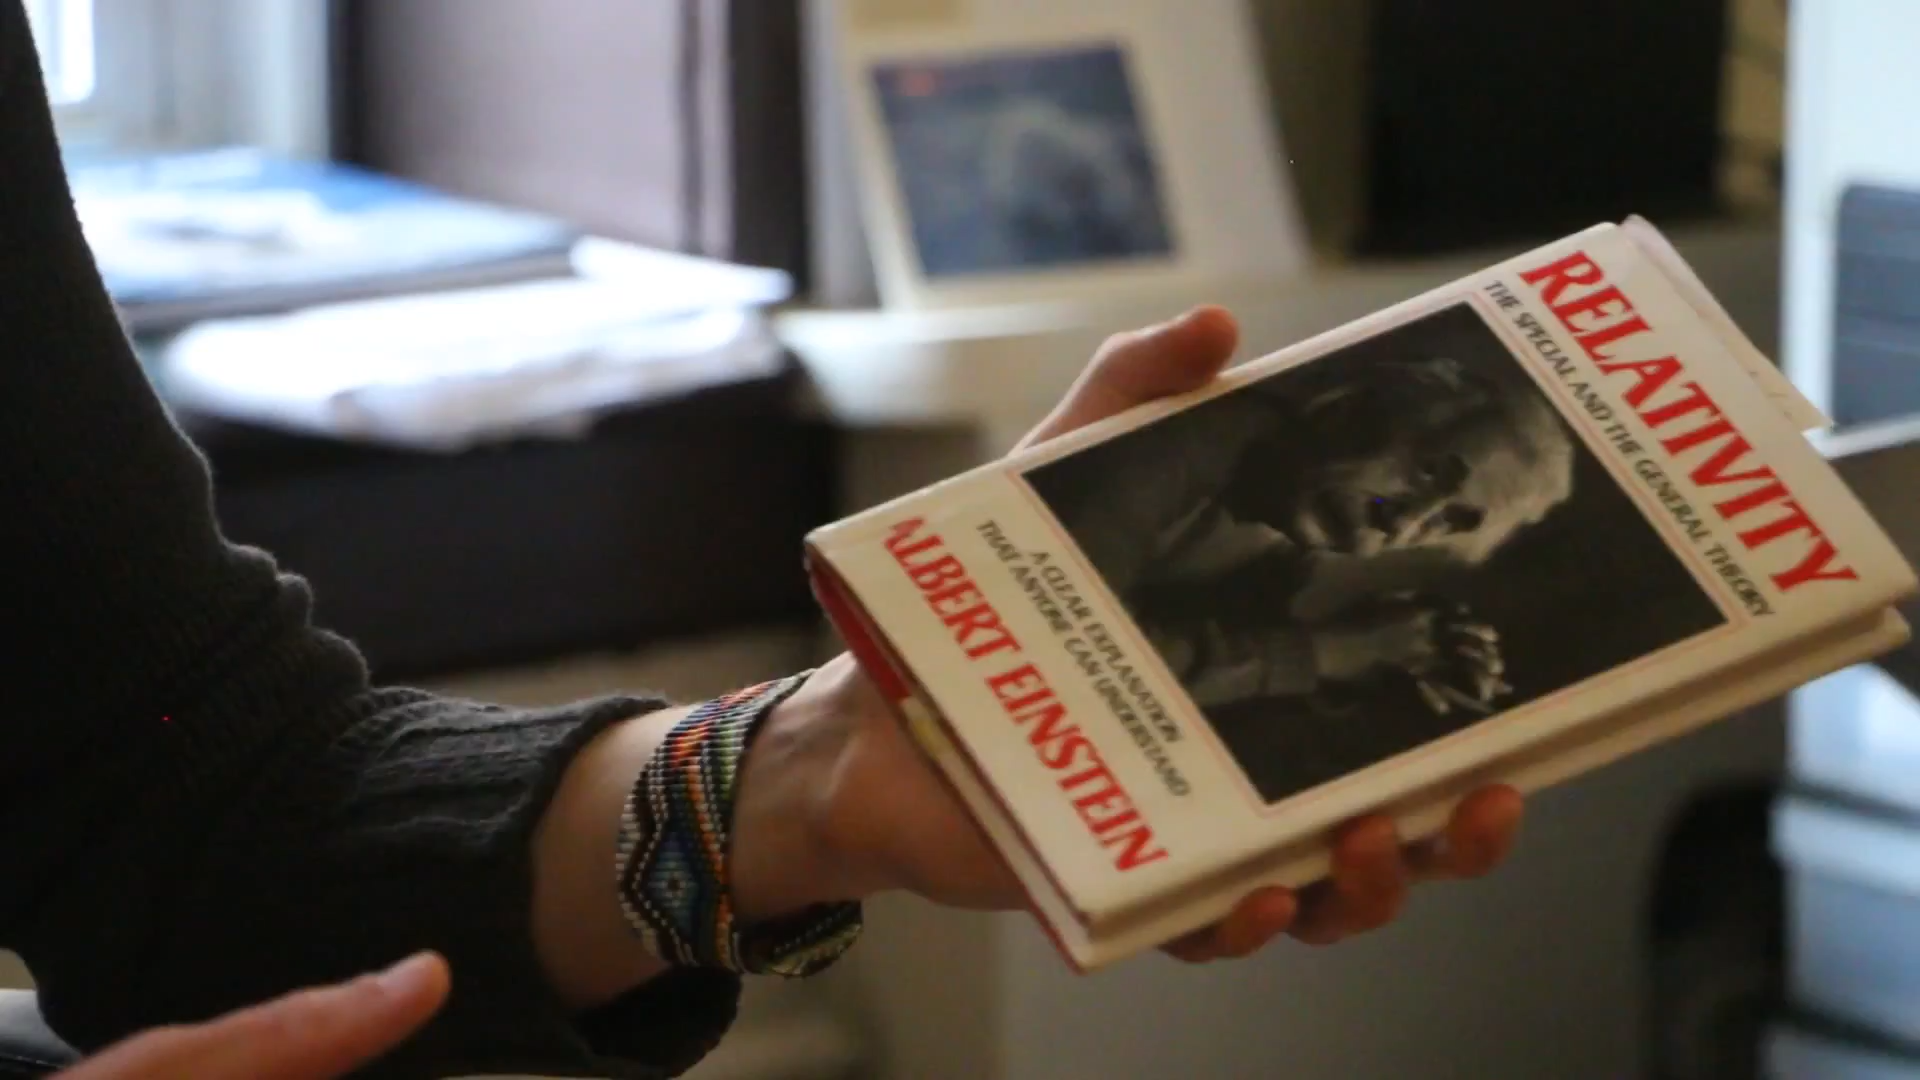 RELATIVITY
THE SPECIAL AND THE GENERAL THEORY
A CLEAR EXPLANATION
THAT ANYONE CAN UNDERSTAND
ALBERT EINSTEIN